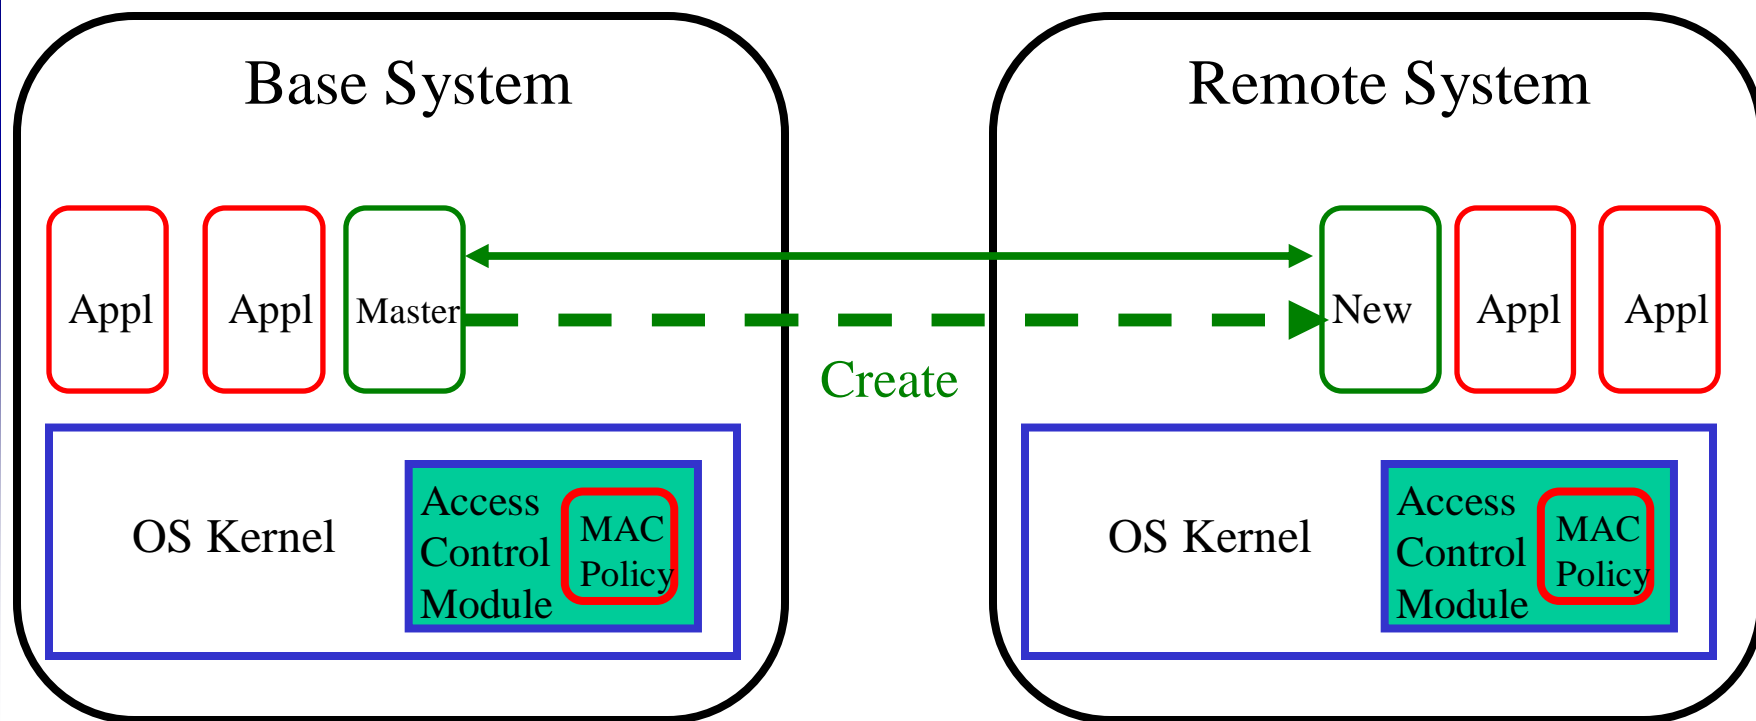 Base System
Remote System
Appl
Appl
Master
New
Appl
Appl
Create
OS Kernel
Access
Control
Module
MAC
Policy
OS Kernel
Access
Control
Module
MAC
Policy